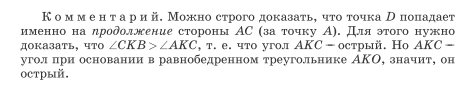 К о м м е н т а р и й. Можно строго доказать, что точка D попадает
именно на продолжение стороны AC (за точку A). Для этого нужно
доказать, что ∠CKB > ∠AKC, т. е. что угол AKC — острый. Но AKC —
угол при основании в равнобедренном треугольнике AKO, значит, он
острый.